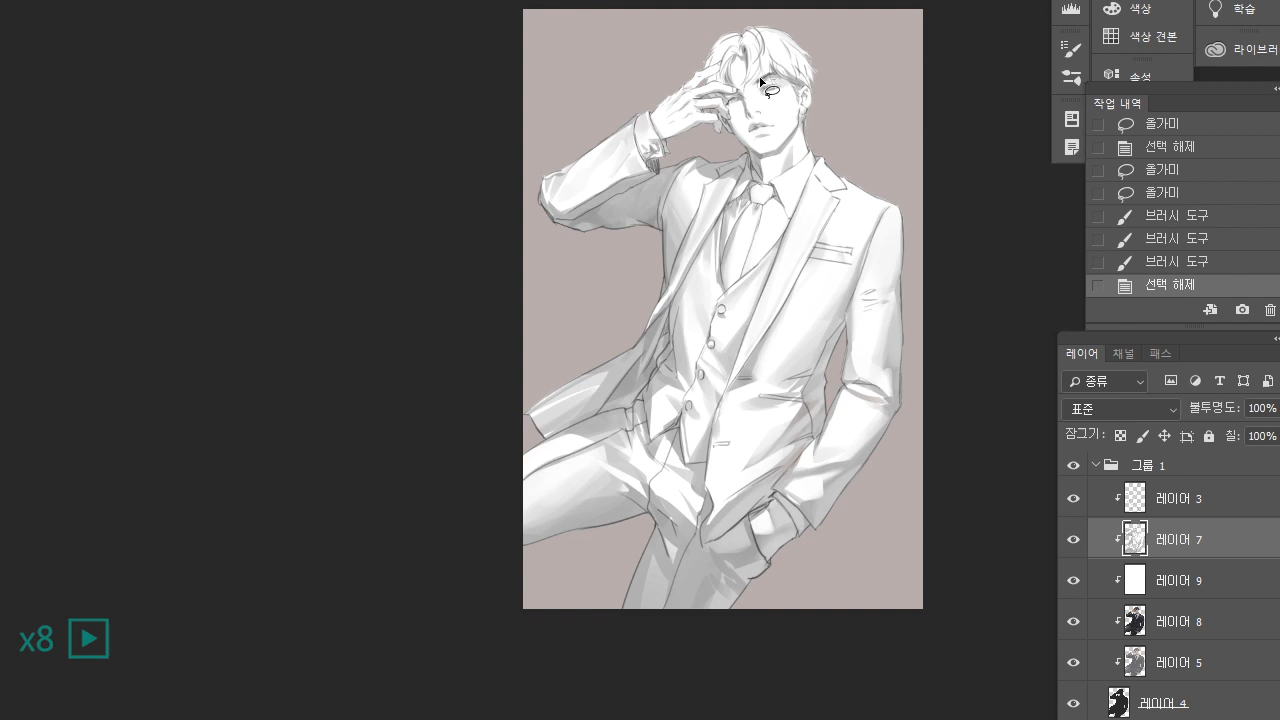 색상
학습
색상 견본
라이브러
속성
작업 내역
올가미
선택 해제
올가미
올가미
브러시 도구
브러시 도구
브러시 도구
선택 해제
레이어 채널 패스
종류
표준 불투명도: 100%
잠그기: 칠: 100%
그룹 1
레이어 3
레이어 7
레이어 9
레이어 8
레이어 5
레이어 4
x8